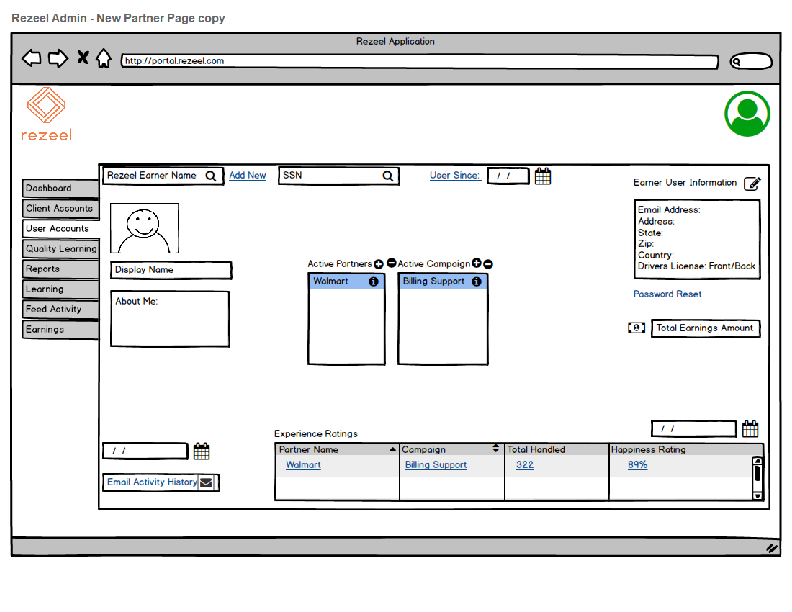 Rezeel Admin - New Partner Page copy
Rezeel Application
http://portal.rezeel.com
rezeel
Rezeel Earner Name
Add New
SSN
User Since:
/ /
Earner User Information
Dashboard
Client Accounts
User Accounts
Quality Learning
Reports
Learning
Feed Activity
Earnings
Display Name
About Me:
Active Partners
Active Campaign
Walmart
Billing Support
Email Address:
Address:
State:
Zip:
Country:
Drivers License: Front/Back
Password Reset
Total Earnings Amount
/ /
Experience Ratings
/ /
Partner Name
Campaign
Total Handled
Happiness Rating
Walmart
Billing Support
322
89%
Email Activity History